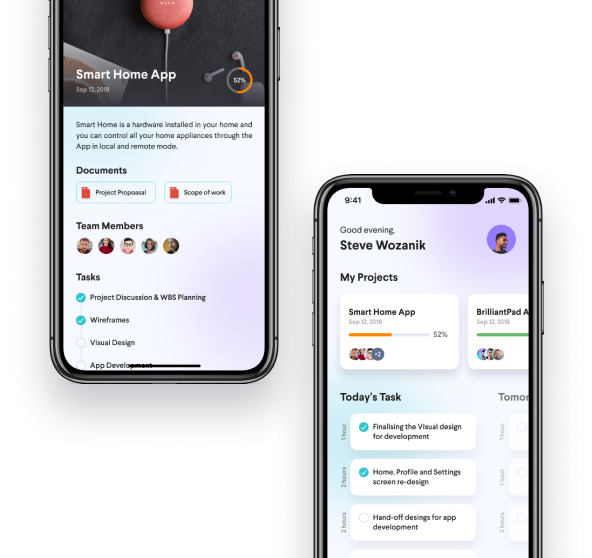 Smart Home App
Sep 12, 2019
52%
Smart Home is a hardware installed in your home and
you can control all your home appliances through the
App in local and remote mode.
Documents
Project Propoasal
Scope of work
Team Members
Tasks
Project Discussion & WBS Planning
Wireframes
Visual Design
App Development
9:41
Good evening,
Steve Wozanik
My Projects
Smart Home App
Sep 12, 2019
52%
+2
BrilliantPad A
Sep 12, 2019
Today's Task
Tomor
1 hour
Finalising the Visual design
for development
1 hour
2 hours
Home, Profile and Settings
screen re-design
1 hour
2 hours
Hand-off desings for app
development
2 hours